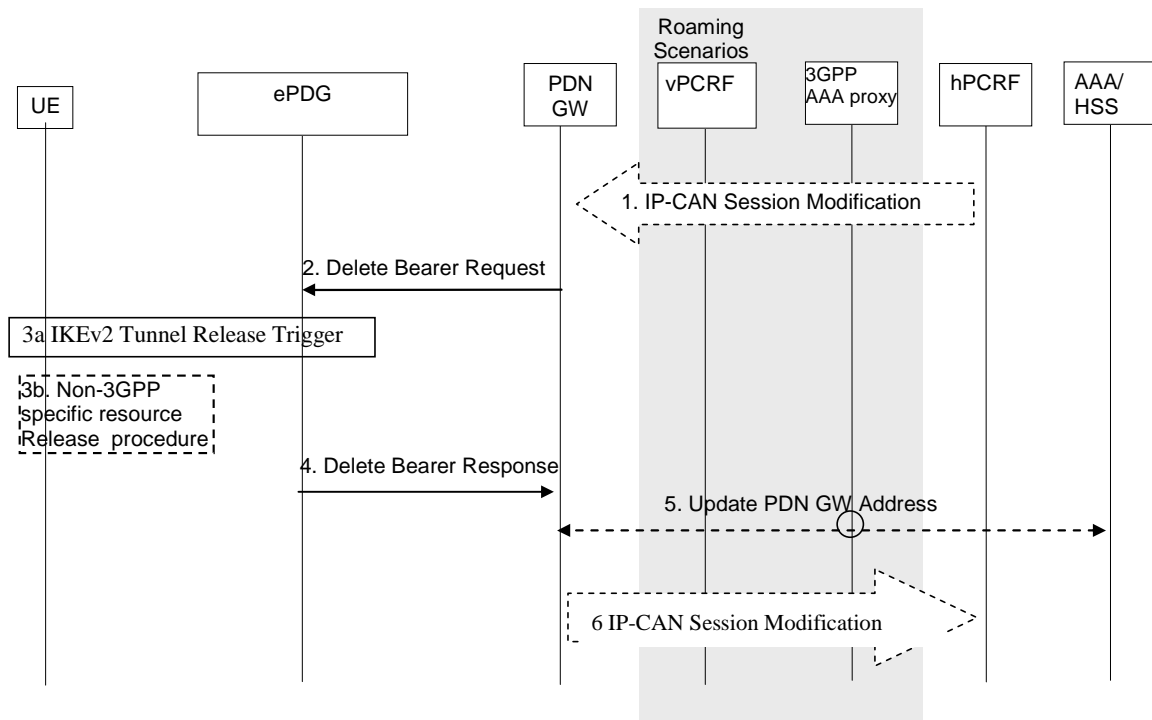 Roaming
Scenarios
UE
ePDG
PDN
GW
vPCRF
3GPP
AAA proxy
hPCRF
AAA/
HSS
1. IP-CAN Session Modification
2. Delete Bearer Request
3a IKEv2 Tunnel Release Trigger
3b. Non-3GPP
specific resource
Release procedure
4. Delete Bearer Response
5. Update PDN GW Address
6 IP-CAN Session Modification